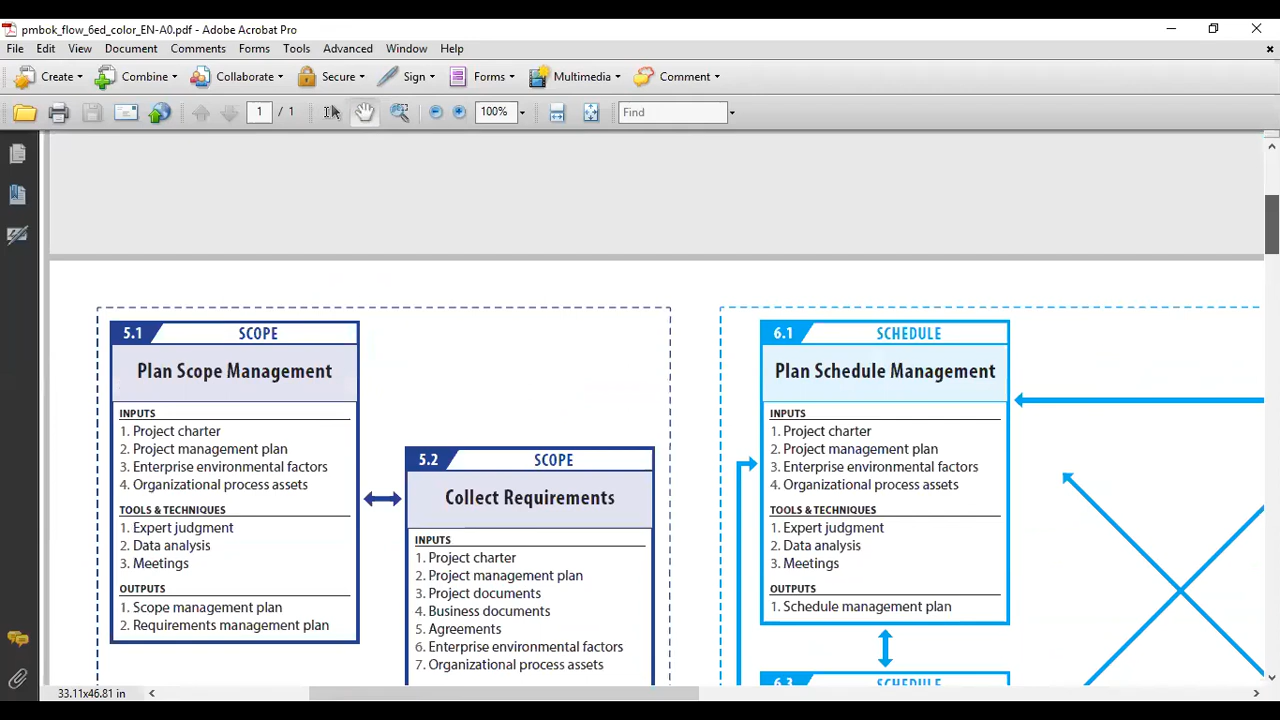 pmbok_flow_6ed_color_EN-A0.pdf - Adobe Acrobat Pro
File Edit View Document Comments Forms Tools Advanced Window Help
Create Combine Collaborate Secure Sign Forms Multimedia Comment
1 / 1 100% Find
5.1 SCOPE
Plan Scope Management
INPUTS
1. Project charter
2. Project management plan
3. Enterprise environmental factors
4. Organizational process assets
TOOLS & TECHNIQUES
1. Expert judgment
2. Data analysis
3. Meetings
OUTPUTS
1. Scope management plan
2. Requirements management plan
5.2 SCOPE
Collect Requirements
INPUTS
1. Project charter
2. Project management plan
3. Project documents
4. Business documents
5. Agreements
6. Enterprise environmental factors
7. Organizational process assets
6.1 SCHEDULE
Plan Schedule Management
INPUTS
1. Project charter
2. Project management plan
3. Enterprise environmental factors
4. Organizational process assets
TOOLS & TECHNIQUES
1. Expert judgment
2. Data analysis
3. Meetings
OUTPUTS
1. Schedule management plan
6.3 SCHEDULE
33.11x46.81 in